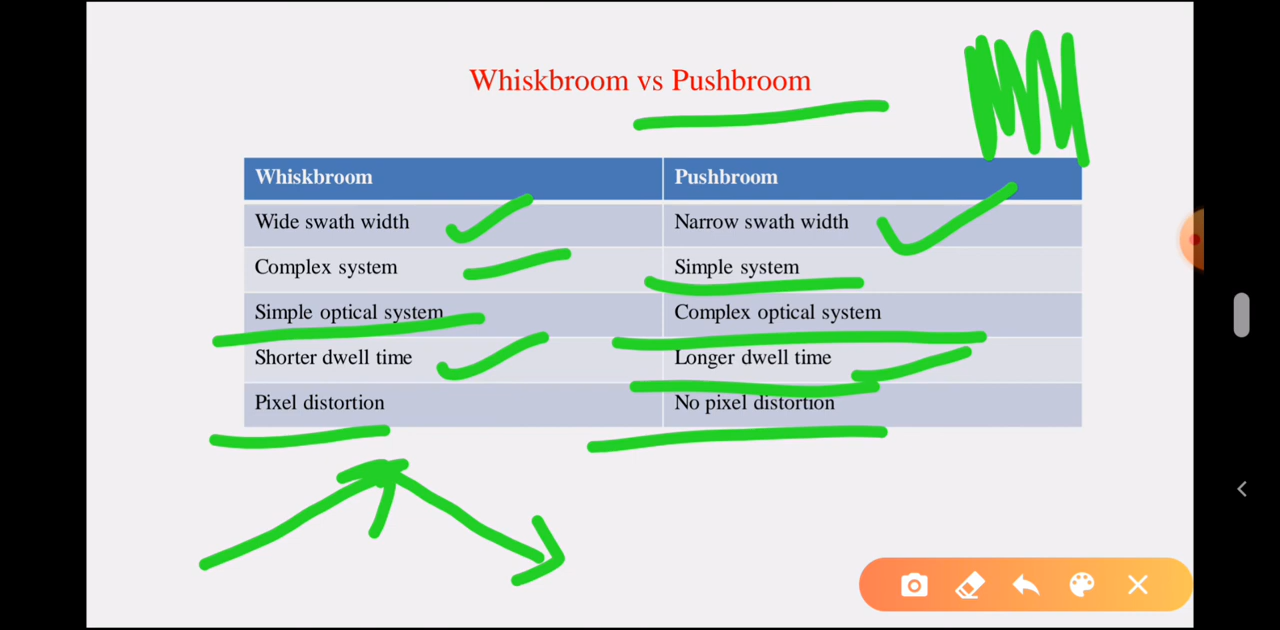 Whiskbroom vs Pushbroom
Whiskbroom Pushbroom
Wide swath width Narrow swath width
Complex system Simple system
Simple optical system Complex optical system
Shorter dwell time Longer dwell time
Pixel distortion No pixel distortion